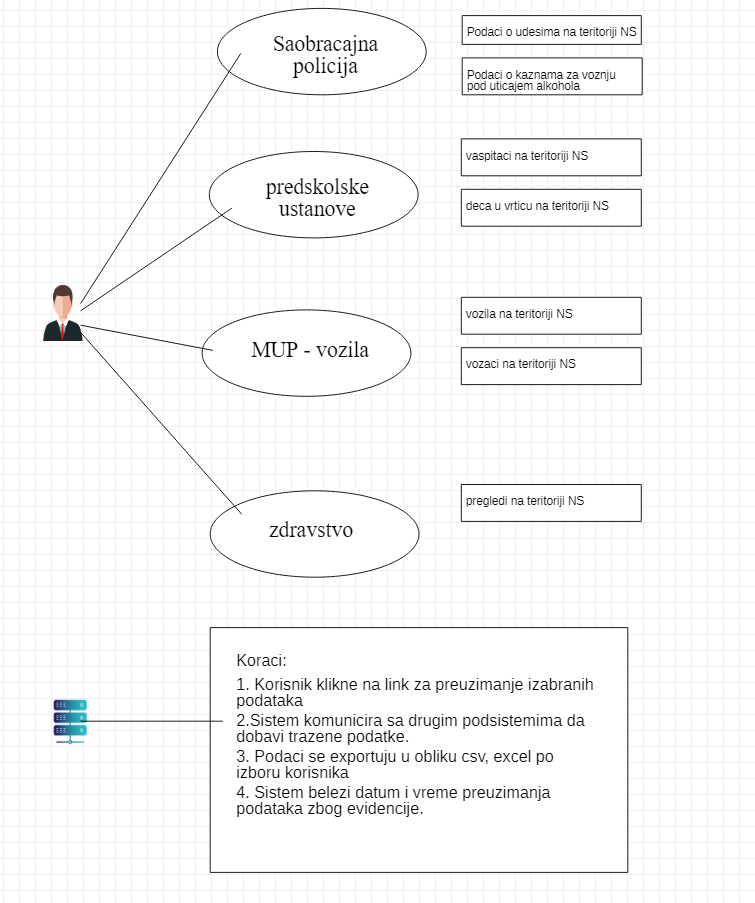 Saobracajna
policija
Podaci o udesima na teritoriji NS
Podaci o kaznama za voznju
pod uticajem alkohola
predskolske
ustanove
vaspitaci na teritoriji NS
deca u vrticu na teritoriji NS
MUP - vozila
vozila na teritoriji NS
vozaci na teritoriji NS
zdravstvo
pregledi na teritoriji NS
Koraci:
1. Korisnik klikne na link za preuzimanje izabranih
podataka
2.Sistem komunicira sa drugim podsistemima da
dobavi trazene podatke.
3. Podaci se exportuju u obliku csv, excel po
izboru korisnika
4. Sistem belezi datum i vreme preuzimanja
podataka zbog evidencije.